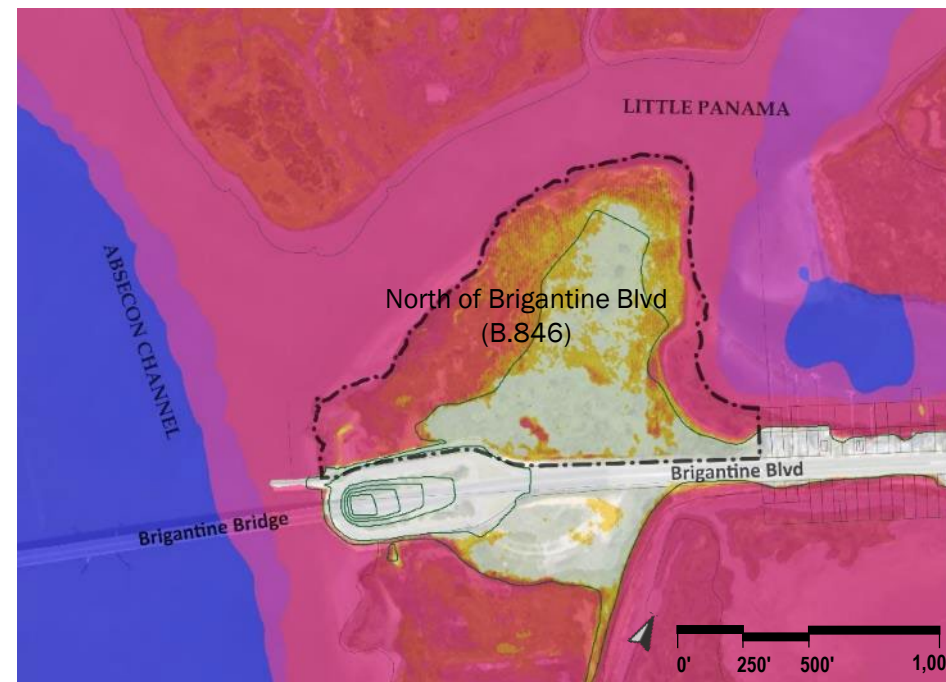 LITTLE PANAMA
ABSECON CHANNEL
North of Brigantine Blvd
(B.846)
Brigantine Blvd
Brigantine Bridge
0' 250' 500' 1,00